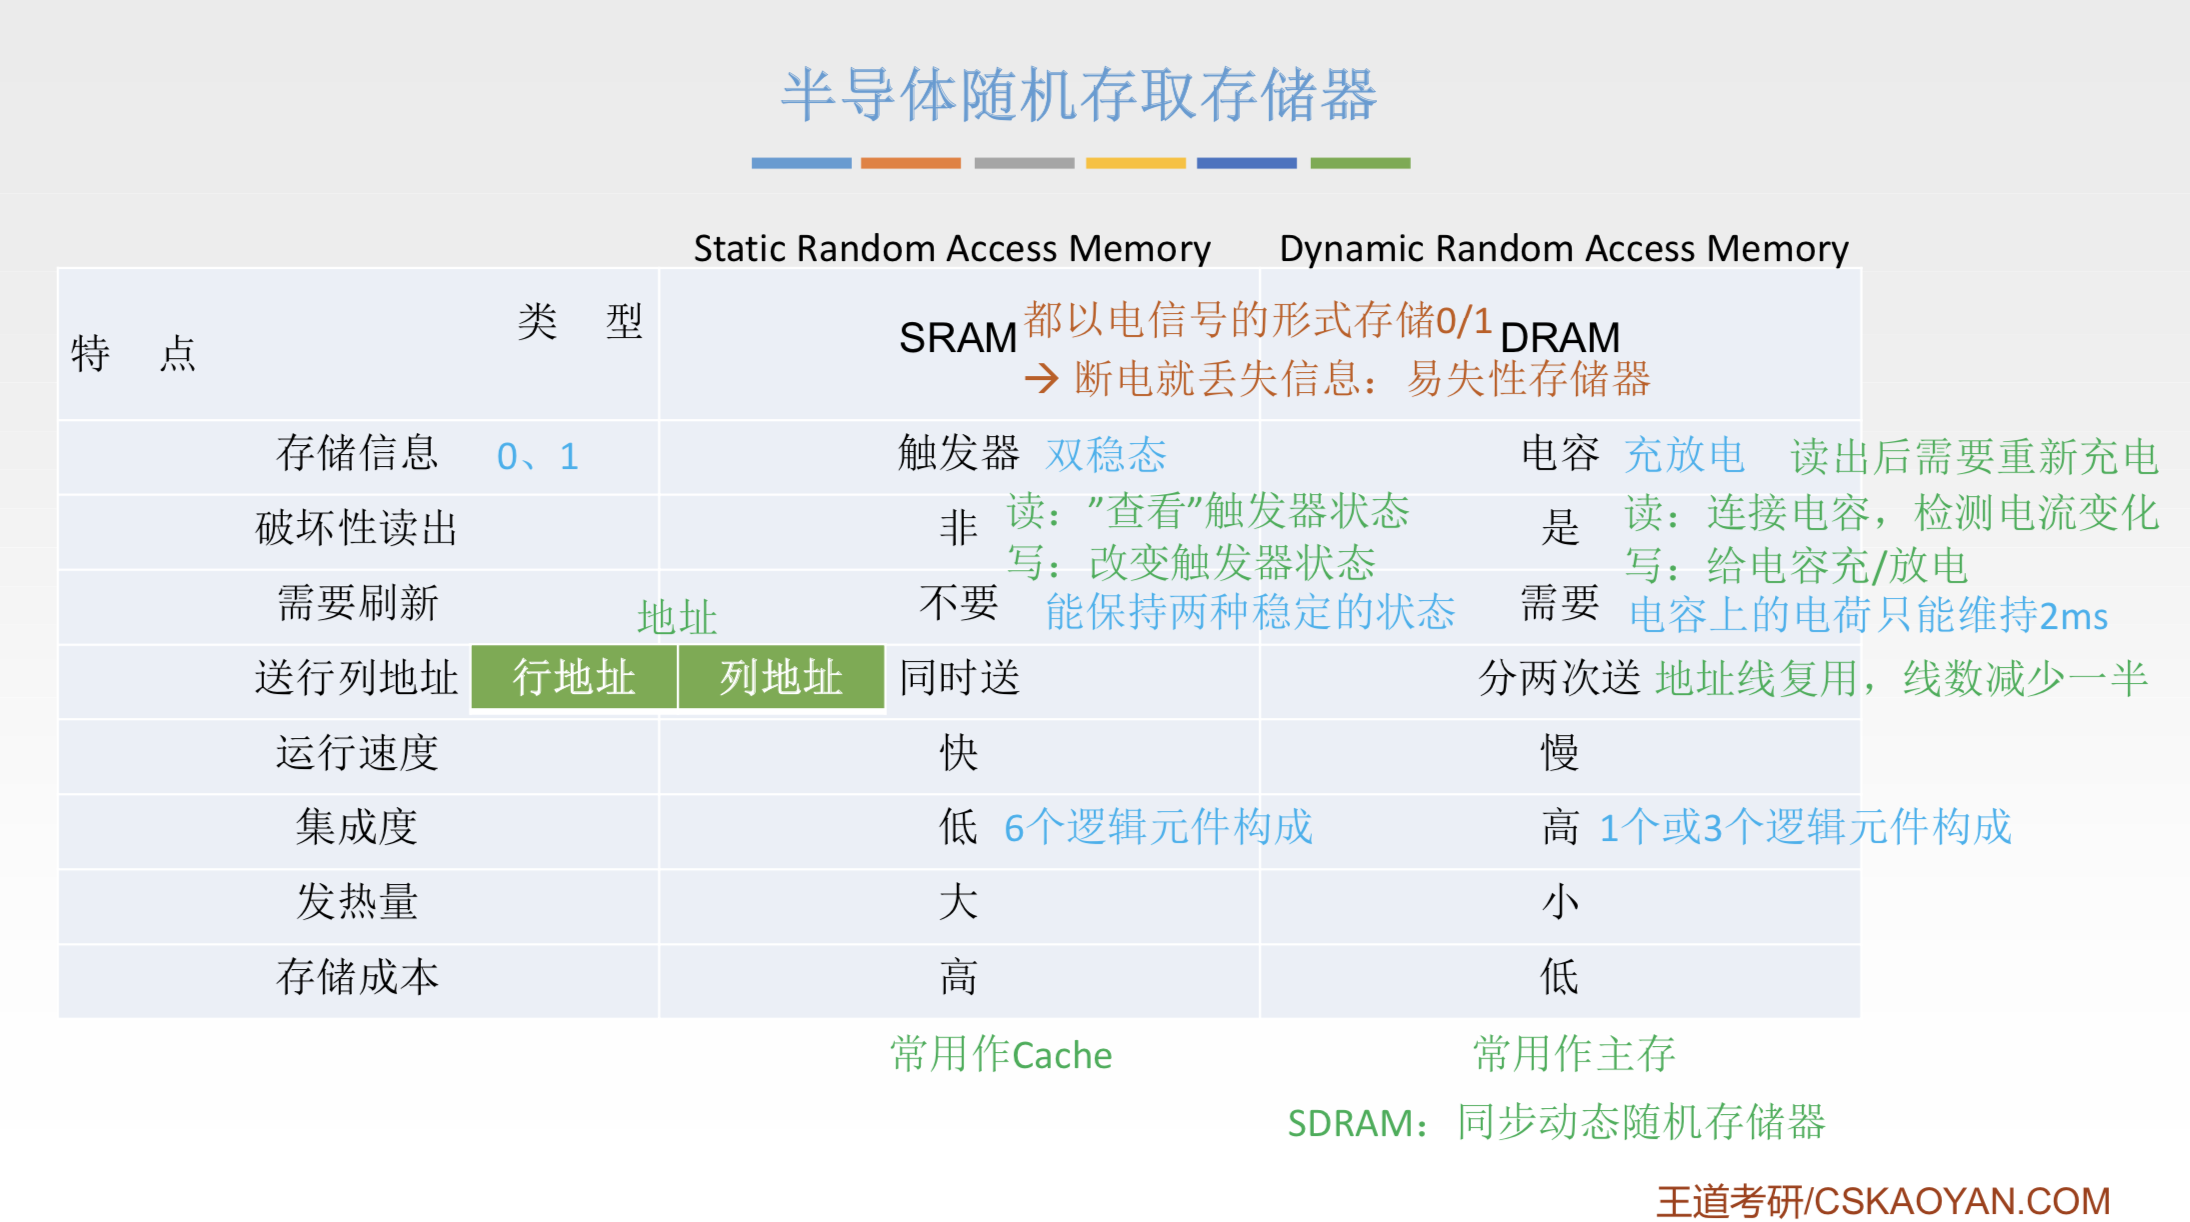 半导体随机存取存储器
Static Random Access Memory Dynamic Random Access Memory
类 型
特 点
SRAM
都以电信号的形式存储0/1
→ 断电就丢失信息：易失性存储器
DRAM
存储信息 0、1 触发器 双稳态 电容 充放电 读出后需要重新充电
破坏性读出 非 读："查看"触发器状态 是 读：连接电容，检测电流变化
写：改变触发器状态 写：给电容充/放电
需要刷新 不要 能保持两种稳定的状态 需要 电容上的电荷只能维持2ms
地址
送行列地址 行地址 列地址 同时送 分两次送 地址线复用，线数减少一半
运行速度 快 慢
集成度 低 6个逻辑元件构成 高 1个或3个逻辑元件构成
发热量 大 小
存储成本 高 低
常用作Cache 常用作主存
SDRAM：同步动态随机存储器
王道考研/CSKAOYAN.COM